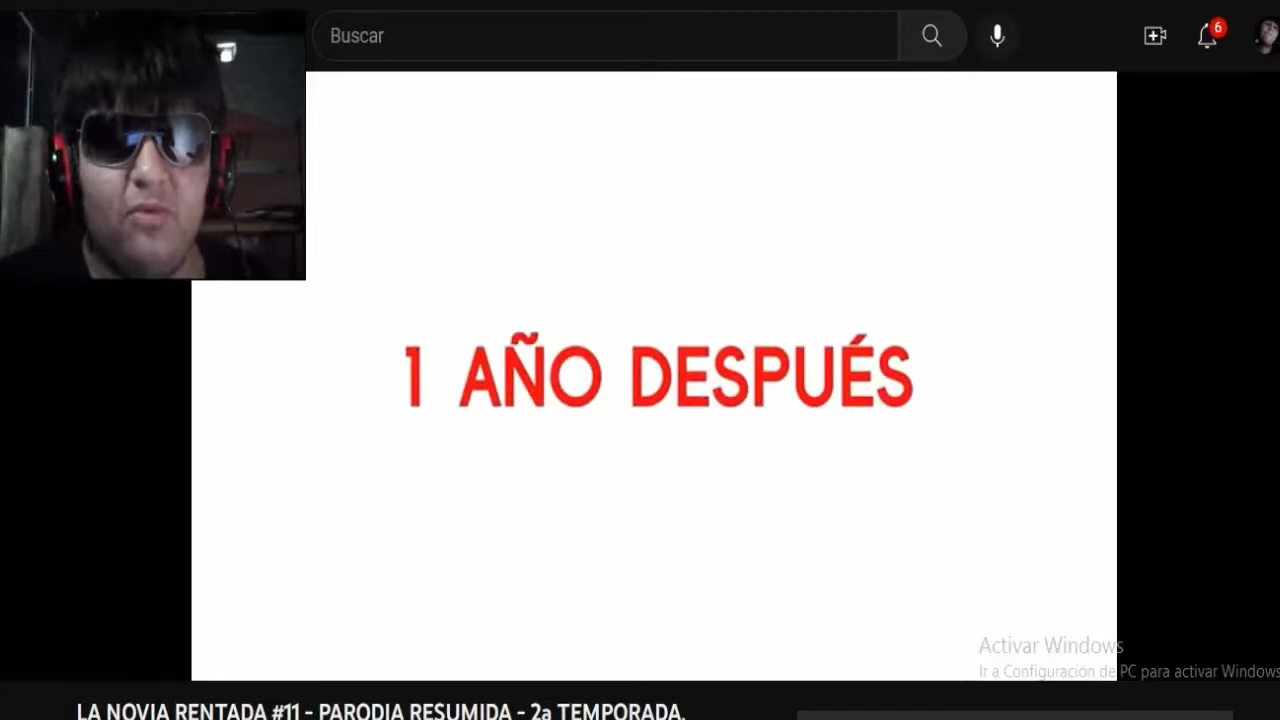 Buscar
6
1 AÑO DESPUÉS
Activar Windows
Ir a Configuración de PC para activar Windows
LA NOVIA RENTADA #11 - PARODIA RESUMIDA - 2a TEMPORADA.